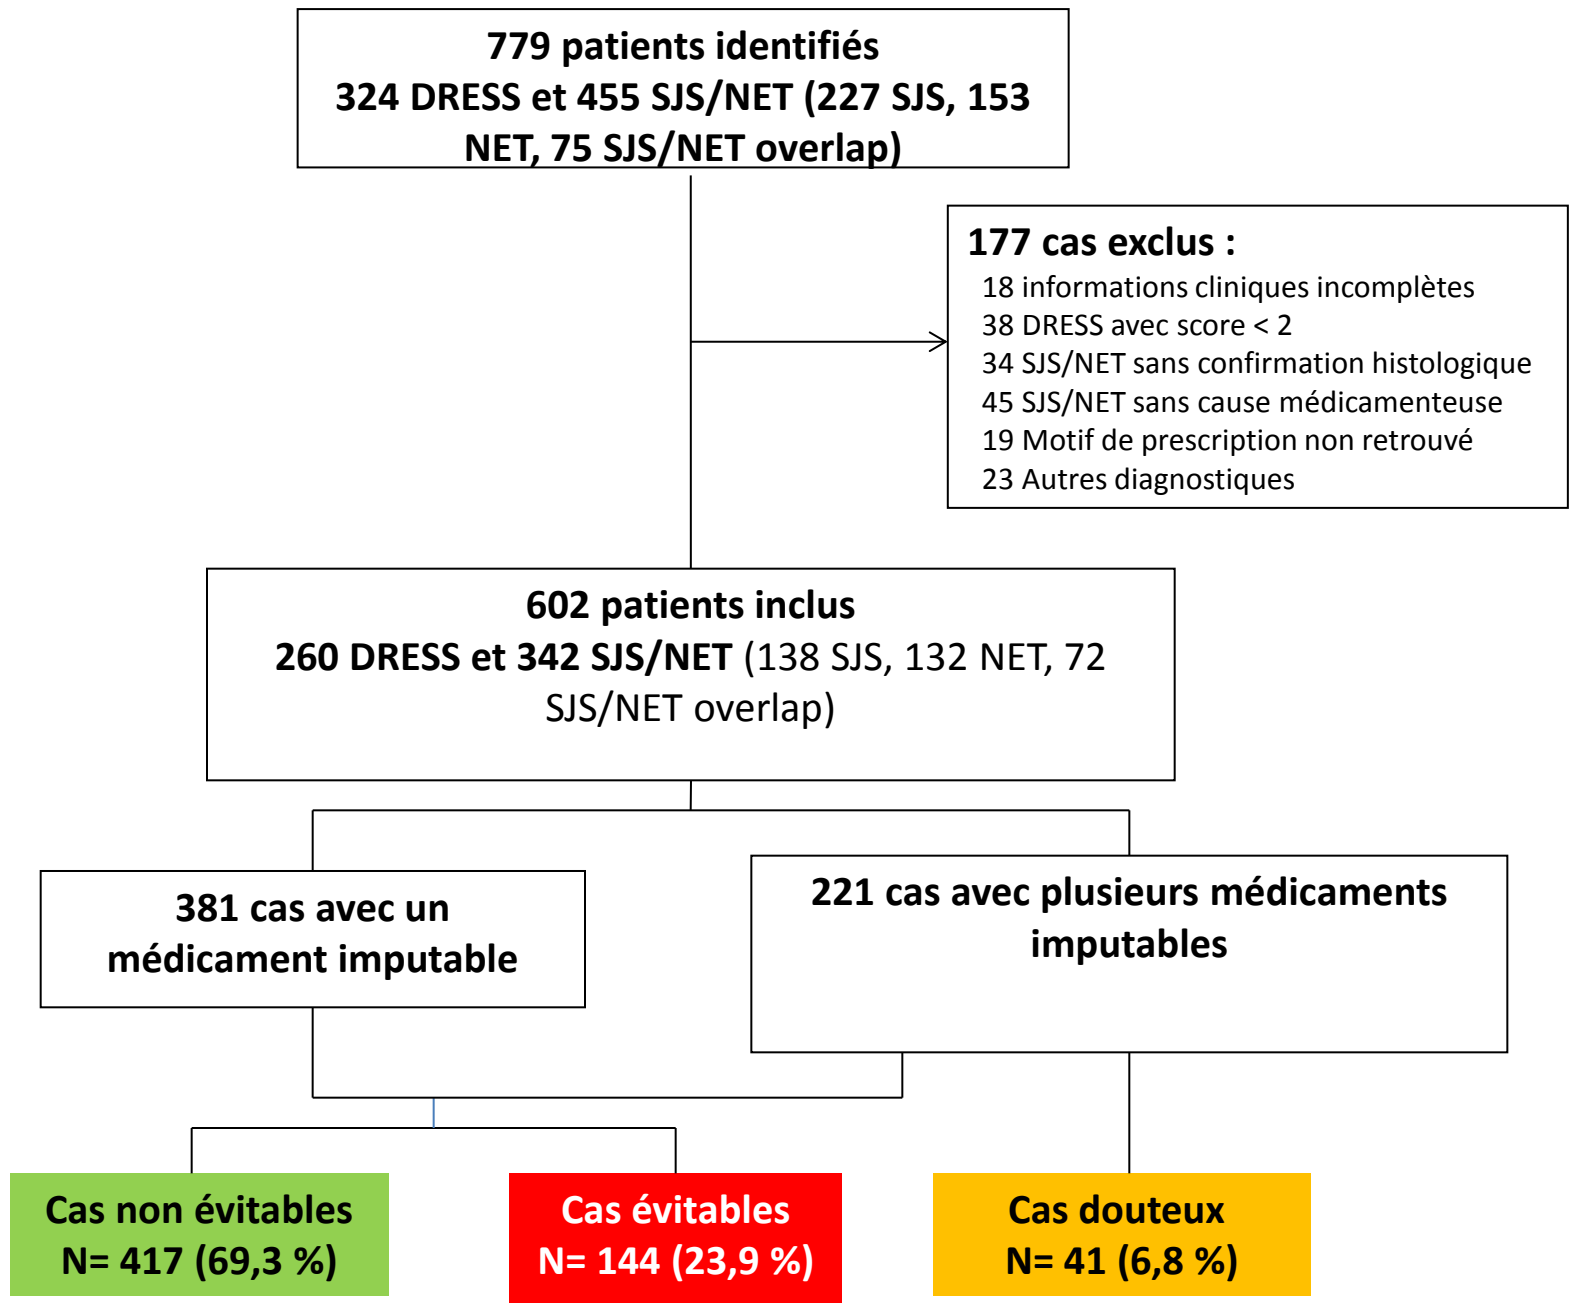 779 patients identifiés
324 DRESS et 455 SJS/NET (227 SJS, 153
NET, 75 SJS/NET overlap)
177 cas exclus :
18 informations cliniques incomplètes
38 DRESS avec score < 2
34 SJS/NET sans confirmation histologique
45 SJS/NET sans cause médicamenteuse
19 Motif de prescription non retrouvé
23 Autres diagnostiques
602 patients inclus
260 DRESS et 342 SJS/NET (138 SJS, 132 NET, 72
SJS/NET overlap)
381 cas avec un
médicament imputable
221 cas avec plusieurs médicaments
imputables
Cas non évitables
N= 417 (69,3 %)
Cas évitables
N= 144 (23,9 %)
Cas douteux
N= 41 (6,8 %)